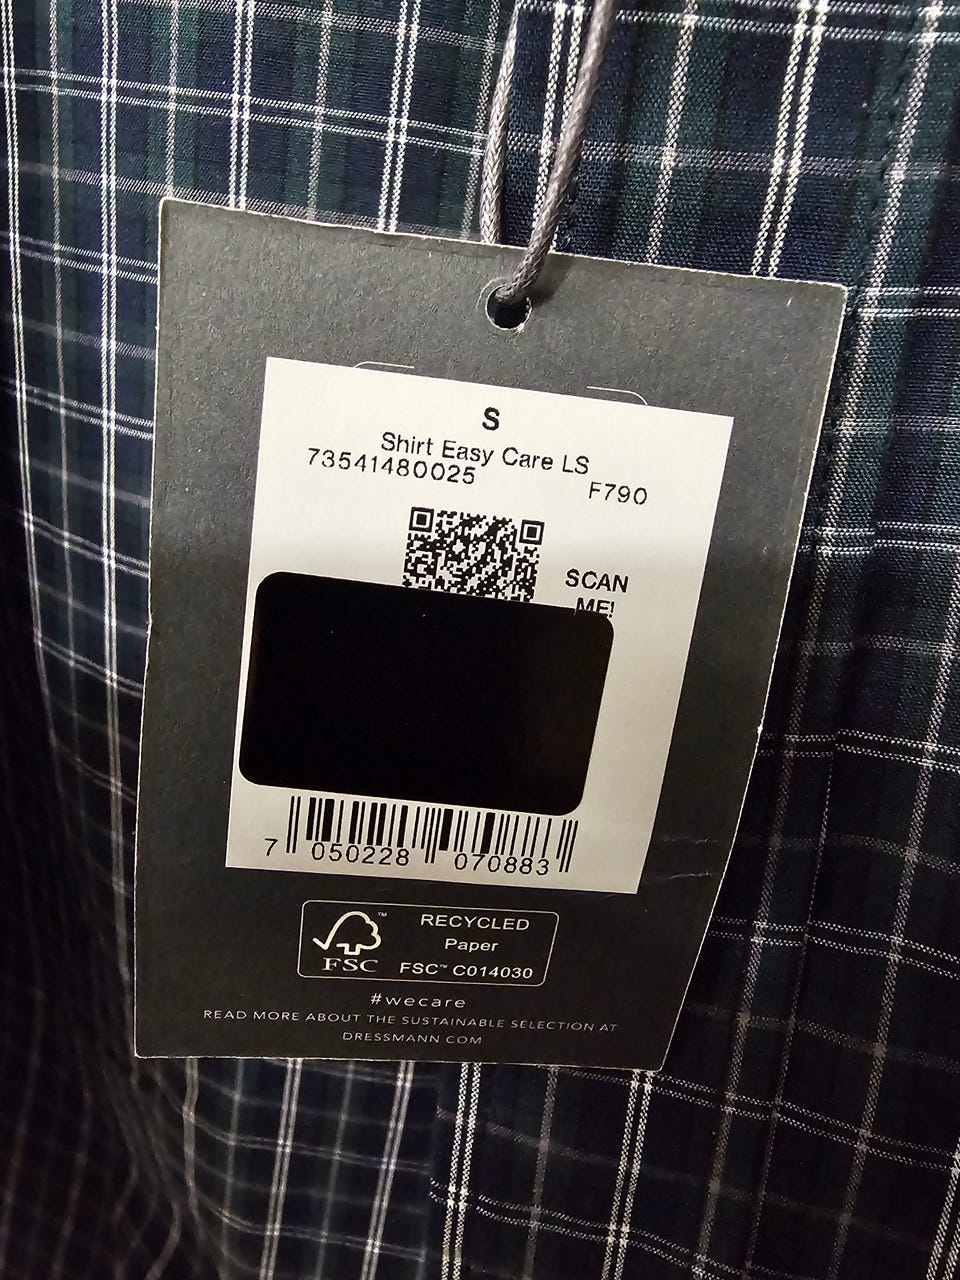 S
Shirt Easy Care LS
73541480025
F790
SCAN
ME!
7 050228 070883
FSC™
RECYCLED
Paper
FSC™ C014030
#wecare
READ MORE ABOUT THE SUSTAINABLE SELECTION AT
DRESSMANN.COM